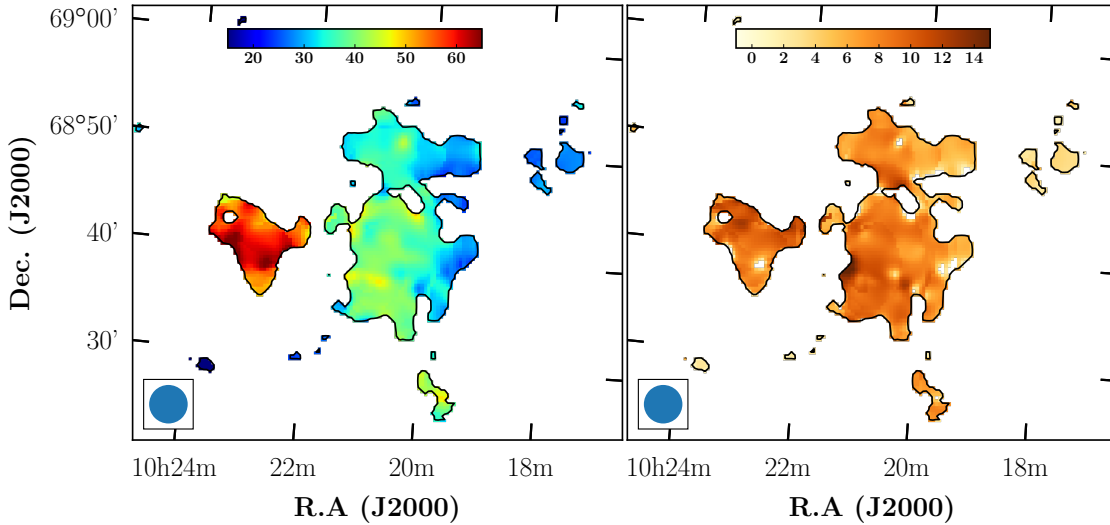 69°00'
68°50'
40'
30'
Dec. (J2000)
20 30 40 50 60
0 2 4 6 8 10 12 14
10h24m 22m 20m 18m
10h24m 22m 20m 18m
R.A (J2000)
R.A (J2000)